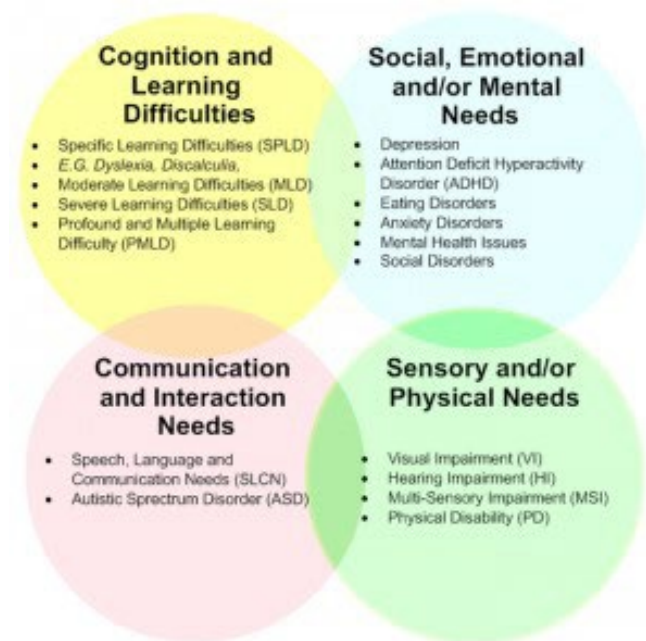 Cognition and
Learning
Difficulties
• Specific Learning Difficulties (SPLD)
• E.G. Dyslexia, Discalculia,
• Moderate Learning Difficulties (MLD)
• Severe Learning Difficulties (SLD)
• Profound and Multiple Learning
Difficulty (PMLD)
Social, Emotional
and/or Mental
Needs
• Depression
• Attention Deficit Hyperactivity
Disorder (ADHD)
• Eating Disorders
• Anxiety Disorders
• Mental Health Issues
• Social Disorders
Communication
and Interaction
Needs
• Speech, Language and
Communication Needs (SLCN)
• Autistic Sprectrum Disorder (ASD)
Sensory and/or
Physical Needs
• Visual Impairment (VI)
• Hearing Impairment (HI)
• Multi-Sensory Impairment (MSI)
• Physical Disability (PD)